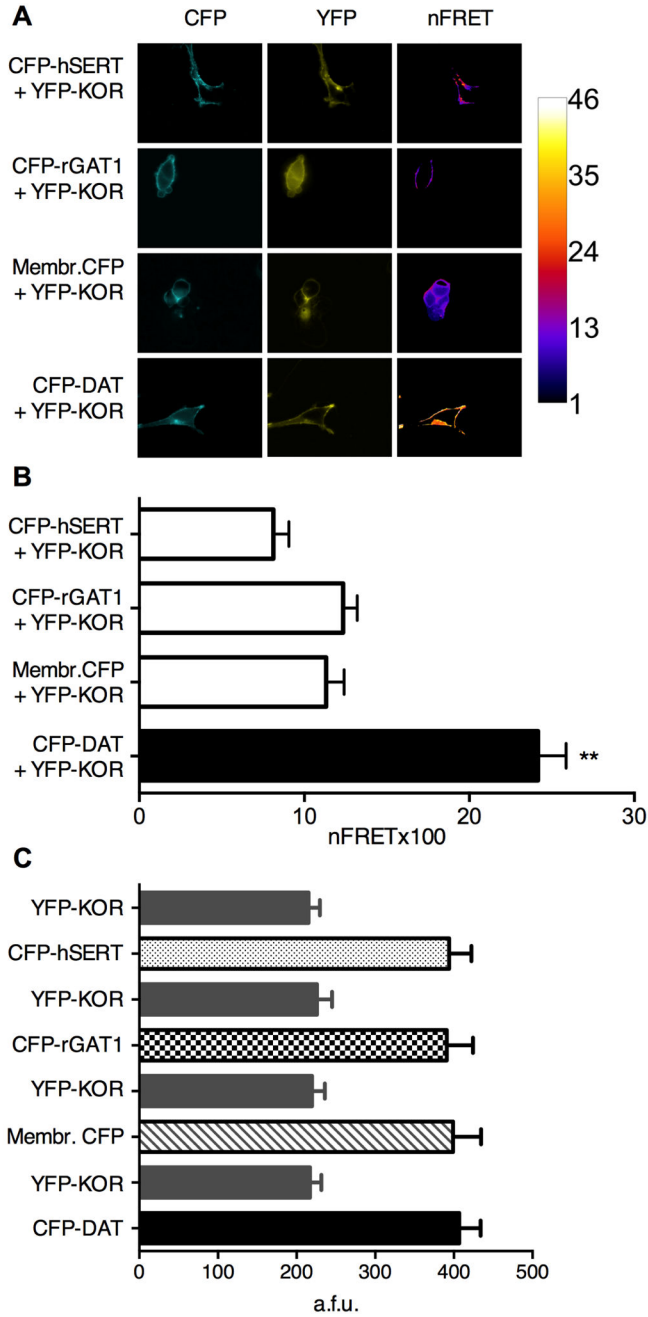 A
CFP YFP nFRET
CFP-hSERT
+ YFP-KOR
CFP-rGAT1
+ YFP-KOR
Membr.CFP
+ YFP-KOR
CFP-DAT
+ YFP-KOR
46
35
24
13
1
B
CFP-hSERT
+ YFP-KOR
CFP-rGAT1
+ YFP-KOR
Membr.CFP
+ YFP-KOR
CFP-DAT
+ YFP-KOR
**
0 10 20 30
nFRETx100
C
YFP-KOR
CFP-hSERT
YFP-KOR
CFP-rGAT1
YFP-KOR
Membr. CFP
YFP-KOR
CFP-DAT
0 100 200 300 400 500
a.f.u.